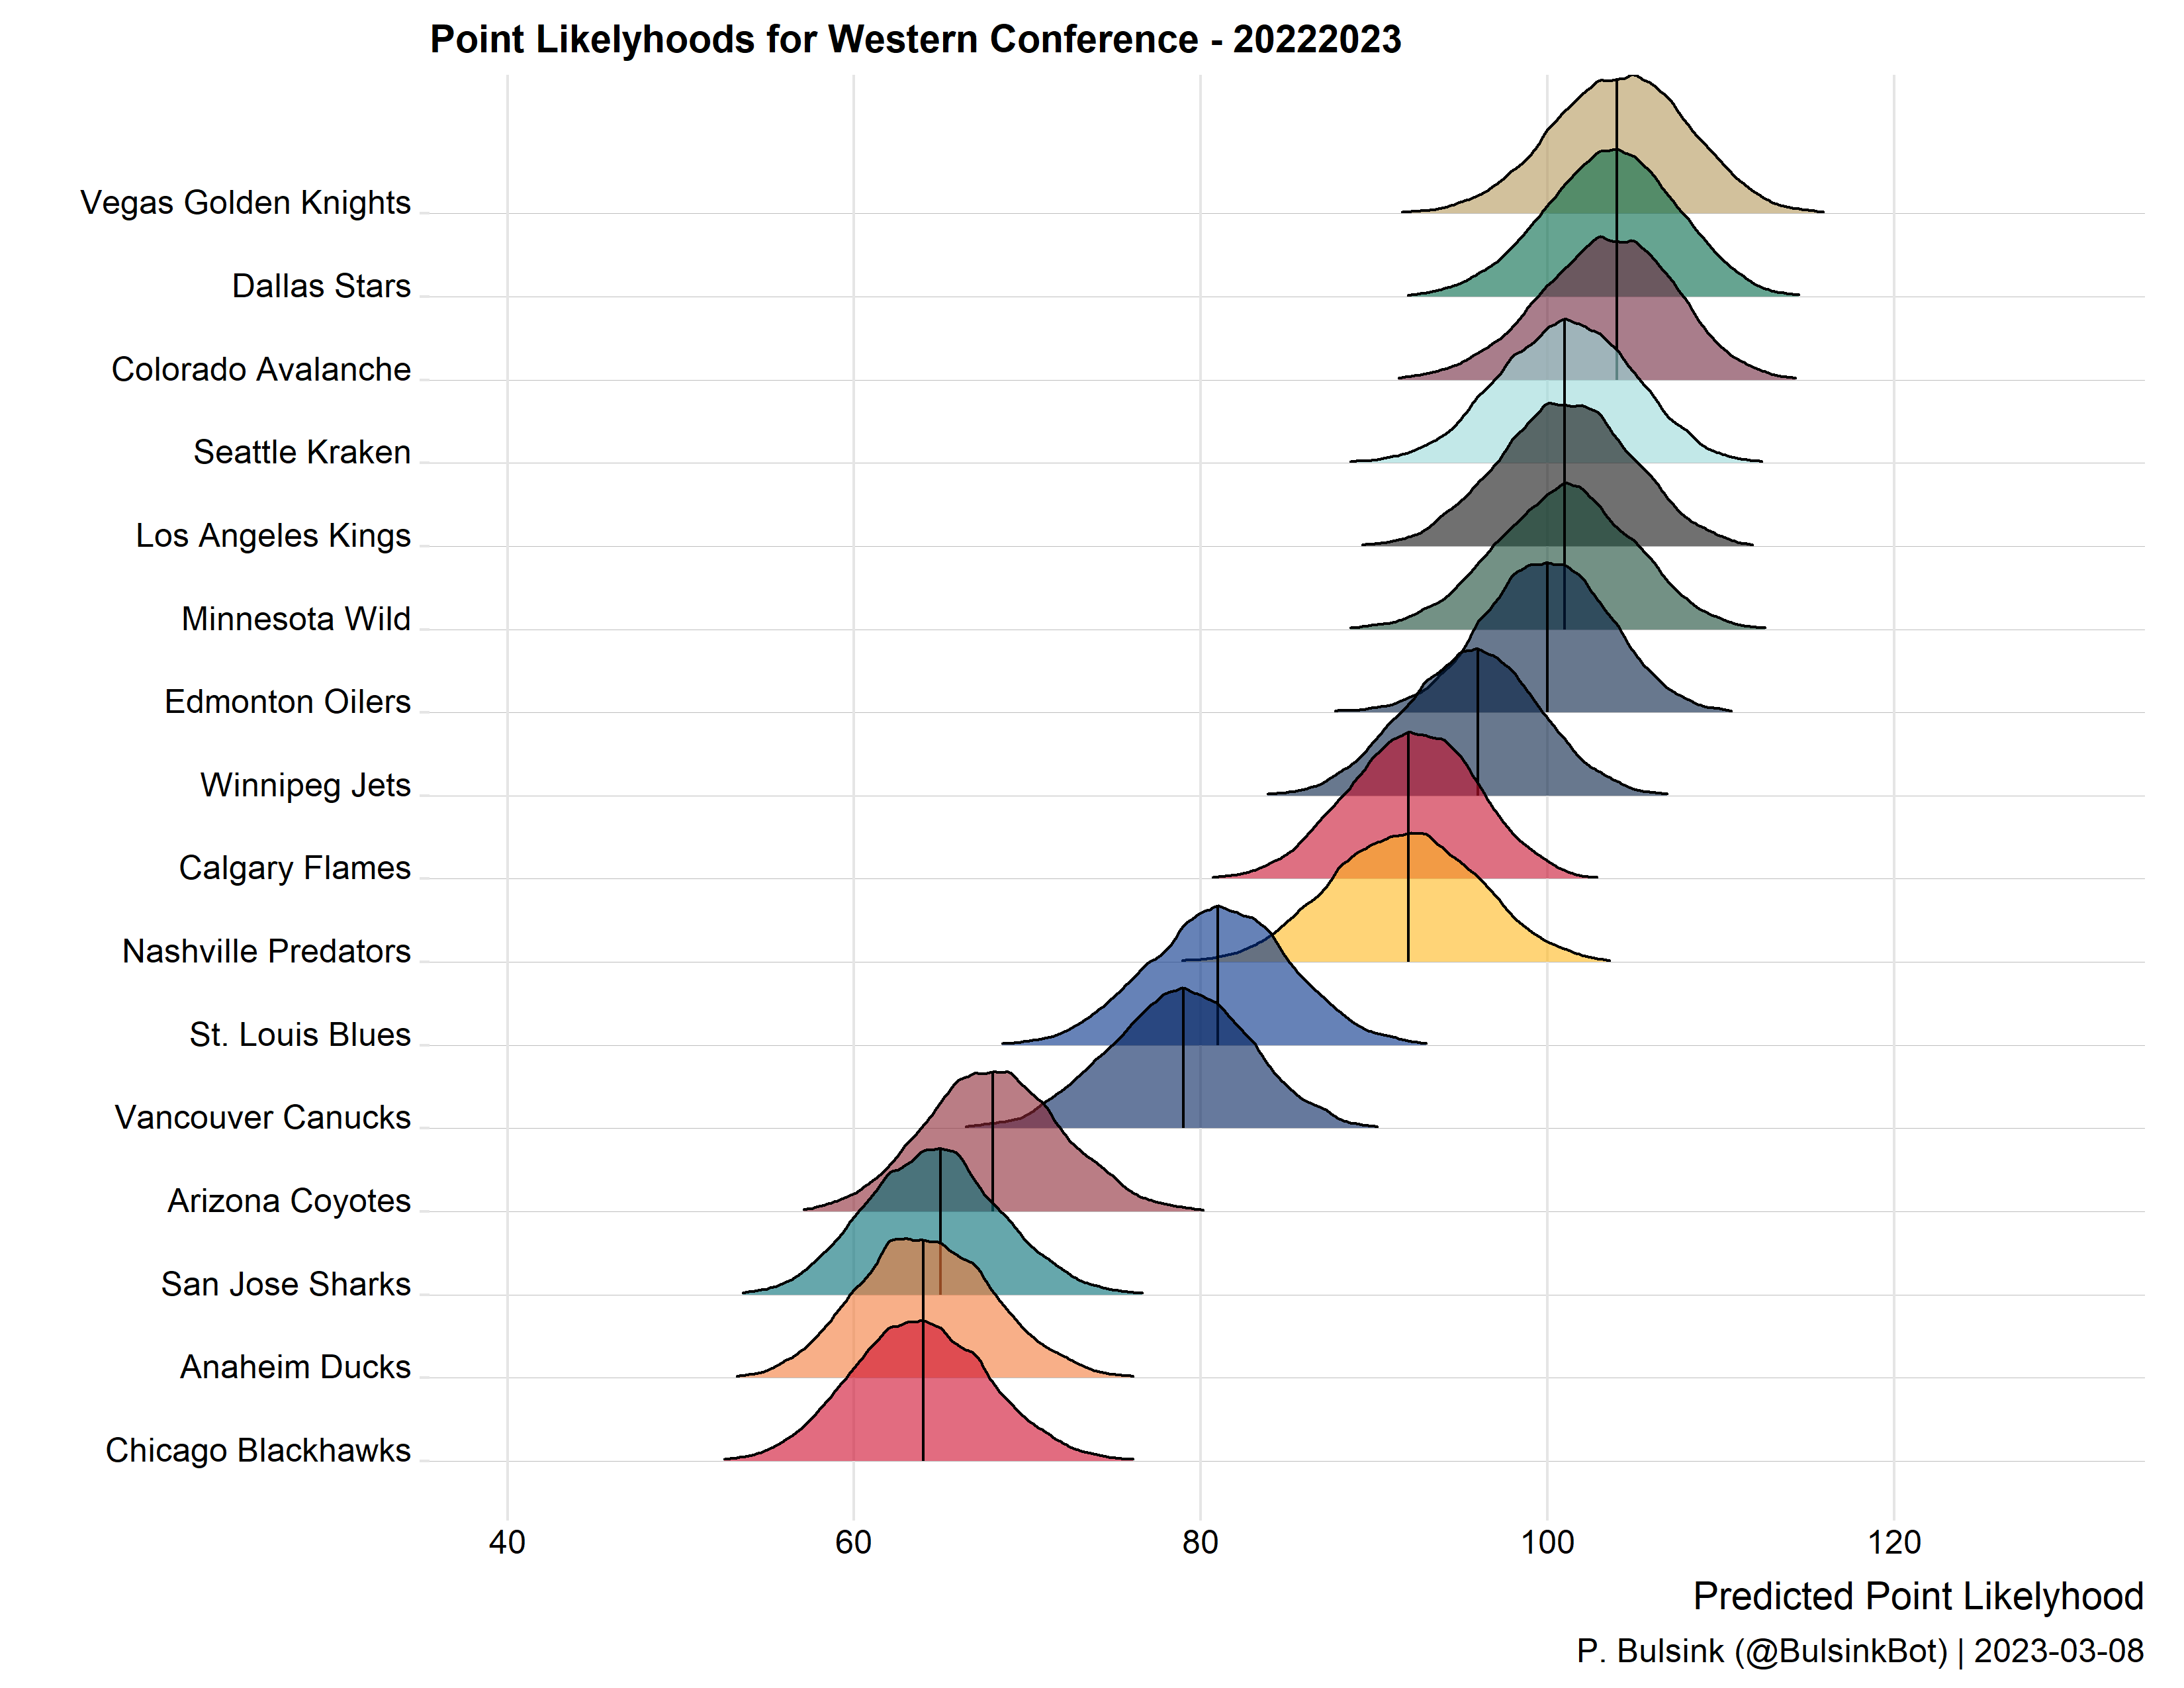 Point Likelyhoods for Western Conference - 20222023
Vegas Golden Knights
Dallas Stars
Colorado Avalanche
Seattle Kraken
Los Angeles Kings
Minnesota Wild
Edmonton Oilers
Winnipeg Jets
Calgary Flames
Nashville Predators
St. Louis Blues
Vancouver Canucks
Arizona Coyotes
San Jose Sharks
Anaheim Ducks
Chicago Blackhawks
40 60 80 100 120
Predicted Point Likelyhood
P. Bulsink (@BulsinkBot) | 2023-03-08